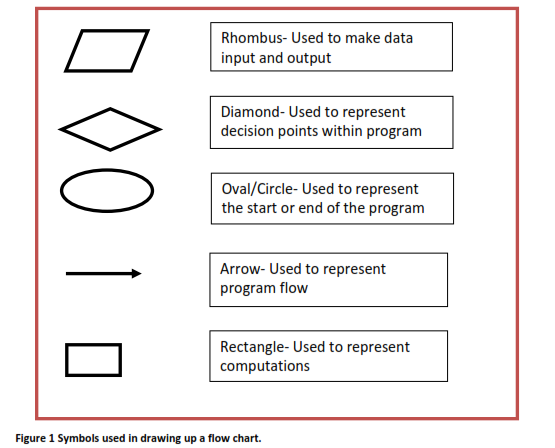 Rhombus- Used to make data
input and output
Diamond- Used to represent
decision points within program
Oval/Circle- Used to represent
the start or end of the program
Arrow- Used to represent
program flow
Rectangle- Used to represent
computations
Figure 1 Symbols used in drawing up a flow chart.